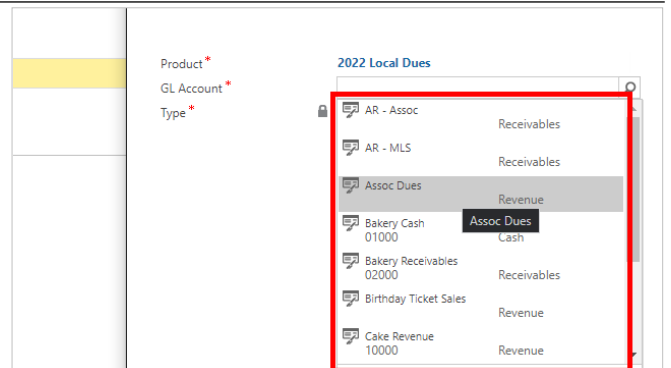 Product * 2022 Local Dues
GL Account *
Type *
AR - Assoc
Receivables
AR - MLS
Receivables
Assoc Dues
Revenue
Assoc Dues
Bakery Cash
01000 Cash
Bakery Receivables
02000 Receivables
Birthday Ticket Sales
Revenue
Cake Revenue
10000 Revenue